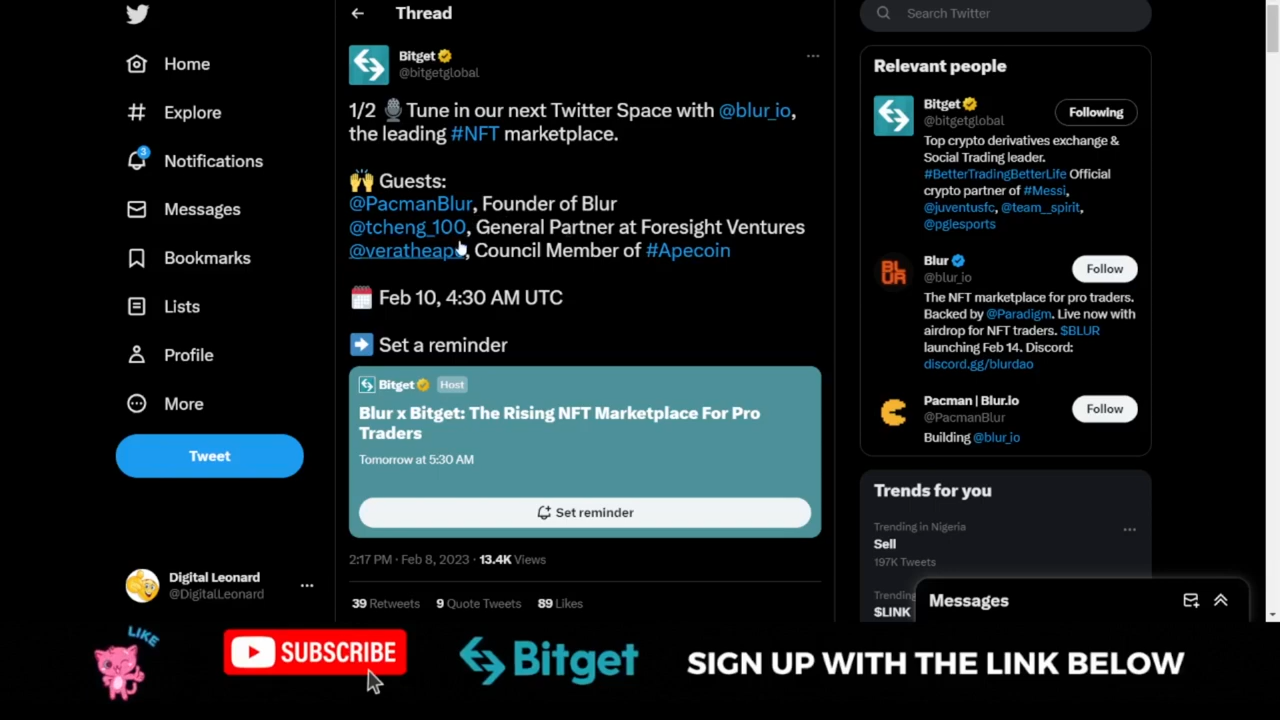 Home
Explore
3
Notifications
Messages
Bookmarks
Lists
Profile
More
Tweet
Digital Leonard
@DigitalLeonard
Thread
Bitget
@bitgetglobal
1/2 🎙️Tune in our next Twitter Space with @blur_io,
the leading #NFT marketplace.
🙌 Guests:
@PacmanBlur, Founder of Blur
@tcheng_100, General Partner at Foresight Ventures
@veratheape, Council Member of #Apecoin
🗓️ Feb 10, 4:30 AM UTC
➡️ Set a reminder
Bitget Host
Blur x Bitget: The Rising NFT Marketplace For Pro
Traders
Tomorrow at 5:30 AM
Set reminder
2:17 PM · Feb 8, 2023 · 13.4K Views
39 Retweets 9 Quote Tweets 89 Likes
Search Twitter
Relevant people
Bitget
@bitgetglobal
Following
Top crypto derivatives exchange &
Social Trading leader.
#BetterTradingBetterLife Official
crypto partner of #Messi,
@juventusfc, @team_spirit,
@pglesports
BLUR
Blur
@blur_io
Follow
The NFT marketplace for pro traders.
Backed by @Paradigm. Live now with
airdrop for NFT traders. $BLUR
launching Feb 14. Discord:
discord.gg/blurdao
Pacman | Blur.io
@PacmanBlur
Follow
Building @blur_io
Trends for you
Trending in Nigeria
Sell
197K Tweets
Trending
$LINK
Messages
LIKE
SUBSCRIBE
Bitget
SIGN UP WITH THE LINK BELOW